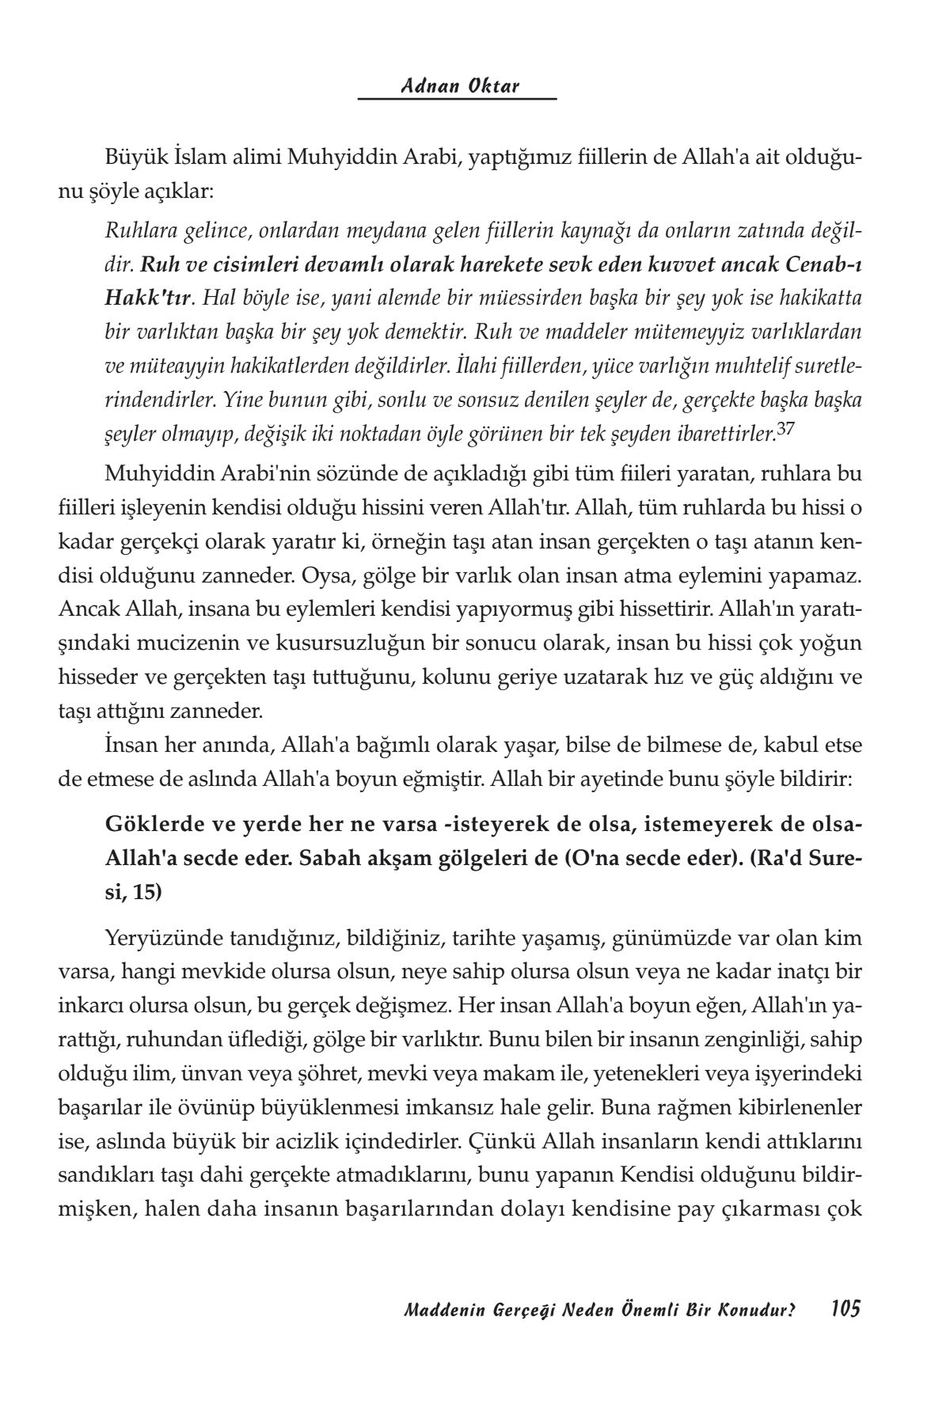 Adnan Oktar
Büyük İslam alimi Muhyiddin Arabi, yaptığımız fiillerin de Allah'a ait olduğu-
nu şöyle açıklar:
Ruhlara gelince, onlardan meydana gelen fiillerin kaynağı da onların zatında değil-
dir. Ruh ve cisimleri devamlı olarak harekete sevk eden kuvvet ancak Cenab-ı
Hakk'tır. Hal böyle ise, yani alemde bir müessirden başka bir şey yok ise hakikatta
bir varlıktan başka bir şey yok demektir. Ruh ve maddeler mütemeyyiz varlıklardan
ve müteayyin hakikatlerden değildirler. İlahi fiillerden, yüce varlığın muhtelif suretle-
rindendirler. Yine bunun gibi, sonlu ve sonsuz denilen şeyler de, gerçekte başka başka
şeyler olmayıp, değişik iki noktadan öyle görünen bir tek şeyden ibarettirler.37
Muhyiddin Arabi'nin sözünde de açıkladığı gibi tüm fiileri yaratan, ruhlara bu
fiilleri işleyenin kendisi olduğu hissini veren Allah'tır. Allah, tüm ruhlarda bu hissi o
kadar gerçekçi olarak yaratır ki, örneğin taşı atan insan gerçekten o taşı atanın ken-
disi olduğunu zanneder. Oysa, gölge bir varlık olan insan atma eylemini yapamaz.
Ancak Allah, insana bu eylemleri kendisi yapıyormuş gibi hissettirir. Allah'ın yaratı-
şındaki mucizenin ve kusursuzluğun bir sonucu olarak, insan bu hissi çok yoğun
hisseder ve gerçekten taşı tuttuğunu, kolunu geriye uzatarak hız ve güç aldığını ve
taşı attığını zanneder.
İnsan her anında, Allah'a bağımlı olarak yaşar, bilse de bilmese de, kabul etse
de etmese de aslında Allah'a boyun eğmiştir. Allah bir ayetinde bunu şöyle bildirir:
Göklerde ve yerde her ne varsa -isteyerek de olsa, istemeyerek de olsa-
Allah'a secde eder. Sabah akşam gölgeleri de (O'na secde eder). (Ra'd Sure-
si, 15)
Yeryüzünde tanıdığınız, bildiğiniz, tarihte yaşamış, günümüzde var olan kim
varsa, hangi mevkide olursa olsun, neye sahip olursa olsun veya ne kadar inatçı bir
inkarcı olursa olsun, bu gerçek değişmez. Her insan Allah'a boyun eğen, Allah'ın ya-
rattığı, ruhundan üflediği, gölge bir varlıktır. Bunu bilen bir insanın zenginliği, sahip
olduğu ilim, ünvan veya şöhret, mevki veya makam ile, yetenekleri veya işyerindeki
başarılar ile övünüp büyüklenmesi imkansız hale gelir. Buna rağmen kibirlenenler
ise, aslında büyük bir acizlik içindedirler. Çünkü Allah insanların kendi attıklarını
sandıkları taşı dahi gerçekte atmadıklarını, bunu yapanın Kendisi olduğunu bildir-
mişken, halen daha insanın başarılarından dolayı kendisine pay çıkarması çok
Maddenin Gerçeği Neden Önemli Bir Konudur? 105